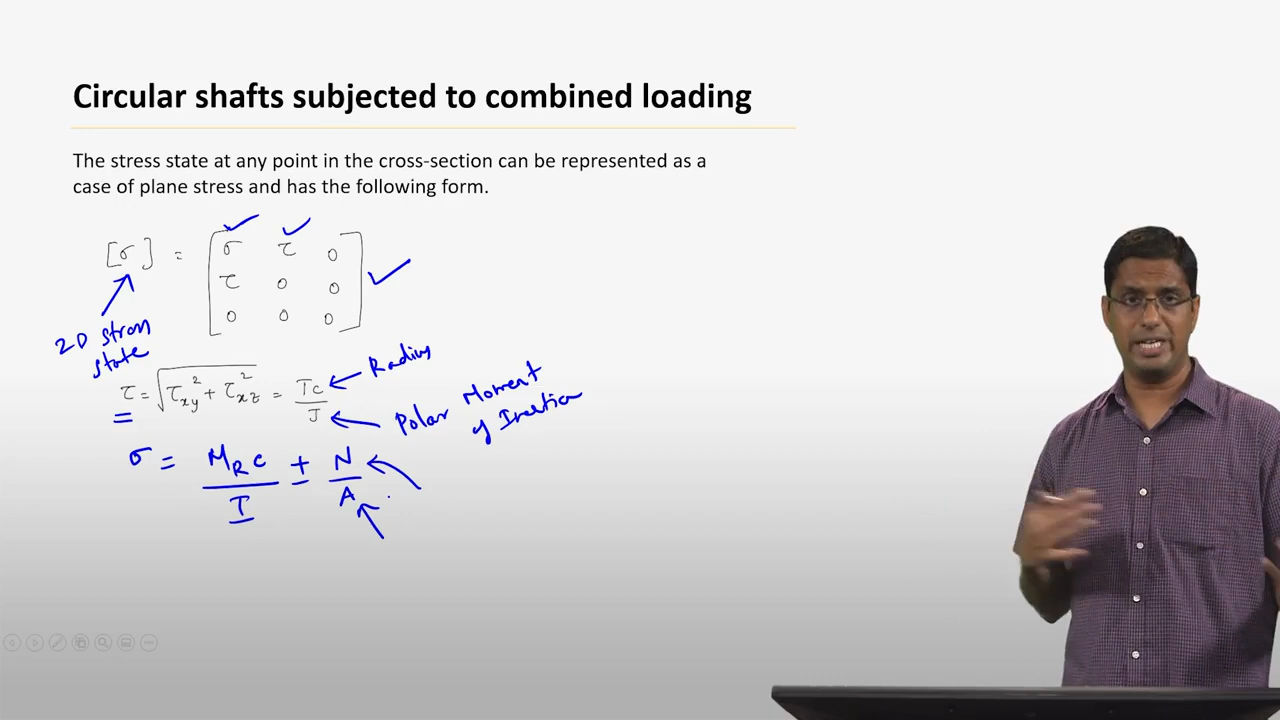 Circular shafts subjected to combined loading
The stress state at any point in the cross-section can be represented as a
case of plane stress and has the following form.
[σ] = [σ τ 0
τ 0 0
0 0 0]
2D stress
state
τ = √(τxy² + τxz²) = Tc/J
Radius
Polar Moment
of Inertia
σ = M_R c/I ± N/A